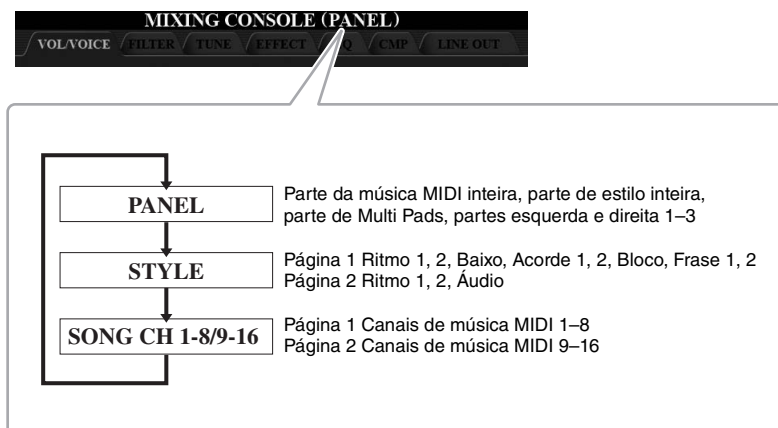 MIXING CONSOLE (PANEL)
VOL/VOICE FILTER TUNE EFFECT EQ CMP LINE OUT
PANEL
Parte da música MIDI inteira, parte de estilo inteira,
parte de Multi Pads, partes esquerda e direita 1–3
STYLE
Página 1 Ritmo 1, 2, Baixo, Acorde 1, 2, Bloco, Frase 1, 2
Página 2 Ritmo 1, 2, Áudio
SONG CH 1-8/9-16
Página 1 Canais de música MIDI 1–8
Página 2 Canais de música MIDI 9–16